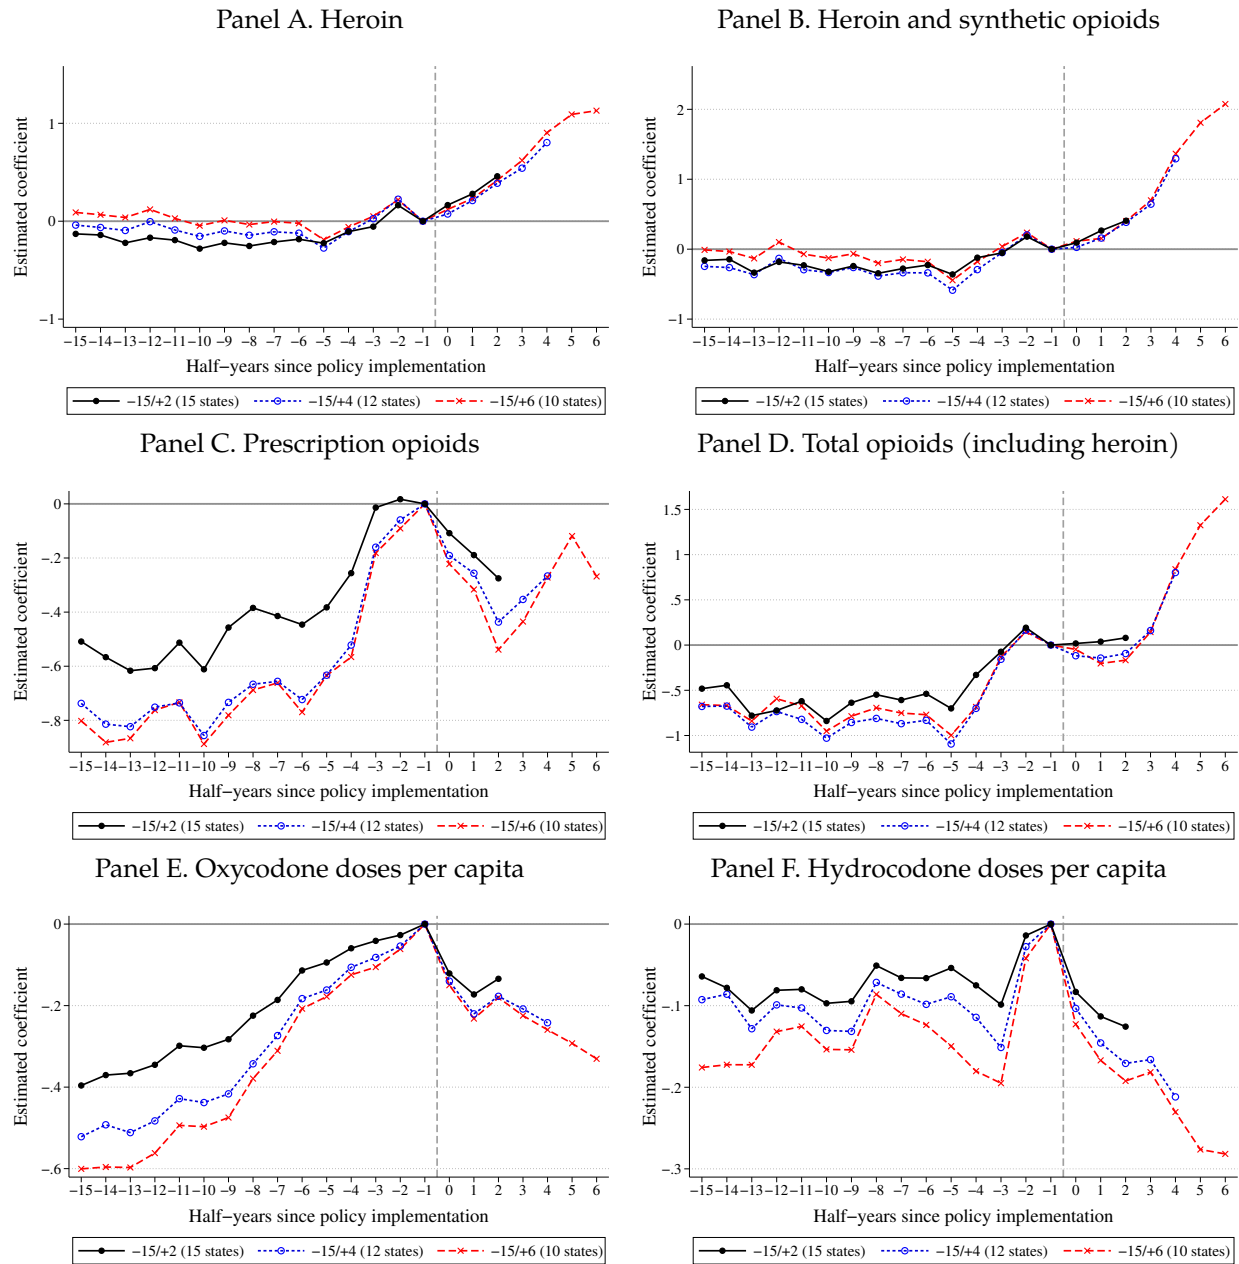 Panel A. Heroin
Estimated coefficient
1
0
−1
−15 −14 −13 −12 −11 −10 −9 −8 −7 −6 −5 −4 −3 −2 −1 0 1 2 3 4 5 6
Half−years since policy implementation
−15/+2 (15 states) −15/+4 (12 states) −15/+6 (10 states)
Panel B. Heroin and synthetic opioids
Estimated coefficient
2
1
0
−1
−15 −14 −13 −12 −11 −10 −9 −8 −7 −6 −5 −4 −3 −2 −1 0 1 2 3 4 5 6
Half−years since policy implementation
−15/+2 (15 states) −15/+4 (12 states) −15/+6 (10 states)
Panel C. Prescription opioids
Estimated coefficient
0
−.2
−.4
−.6
−.8
−15 −14 −13 −12 −11 −10 −9 −8 −7 −6 −5 −4 −3 −2 −1 0 1 2 3 4 5 6
Half−years since policy implementation
−15/+2 (15 states) −15/+4 (12 states) −15/+6 (10 states)
Panel D. Total opioids (including heroin)
Estimated coefficient
1.5
1
.5
0
−.5
−1
−15 −14 −13 −12 −11 −10 −9 −8 −7 −6 −5 −4 −3 −2 −1 0 1 2 3 4 5 6
Half−years since policy implementation
−15/+2 (15 states) −15/+4 (12 states) −15/+6 (10 states)
Panel E. Oxycodone doses per capita
Estimated coefficient
0
−.2
−.4
−.6
−15 −14 −13 −12 −11 −10 −9 −8 −7 −6 −5 −4 −3 −2 −1 0 1 2 3 4 5 6
Half−years since policy implementation
−15/+2 (15 states) −15/+4 (12 states) −15/+6 (10 states)
Panel F. Hydrocodone doses per capita
Estimated coefficient
0
−.1
−.2
−.3
−15 −14 −13 −12 −11 −10 −9 −8 −7 −6 −5 −4 −3 −2 −1 0 1 2 3 4 5 6
Half−years since policy implementation
−15/+2 (15 states) −15/+4 (12 states) −15/+6 (10 states)